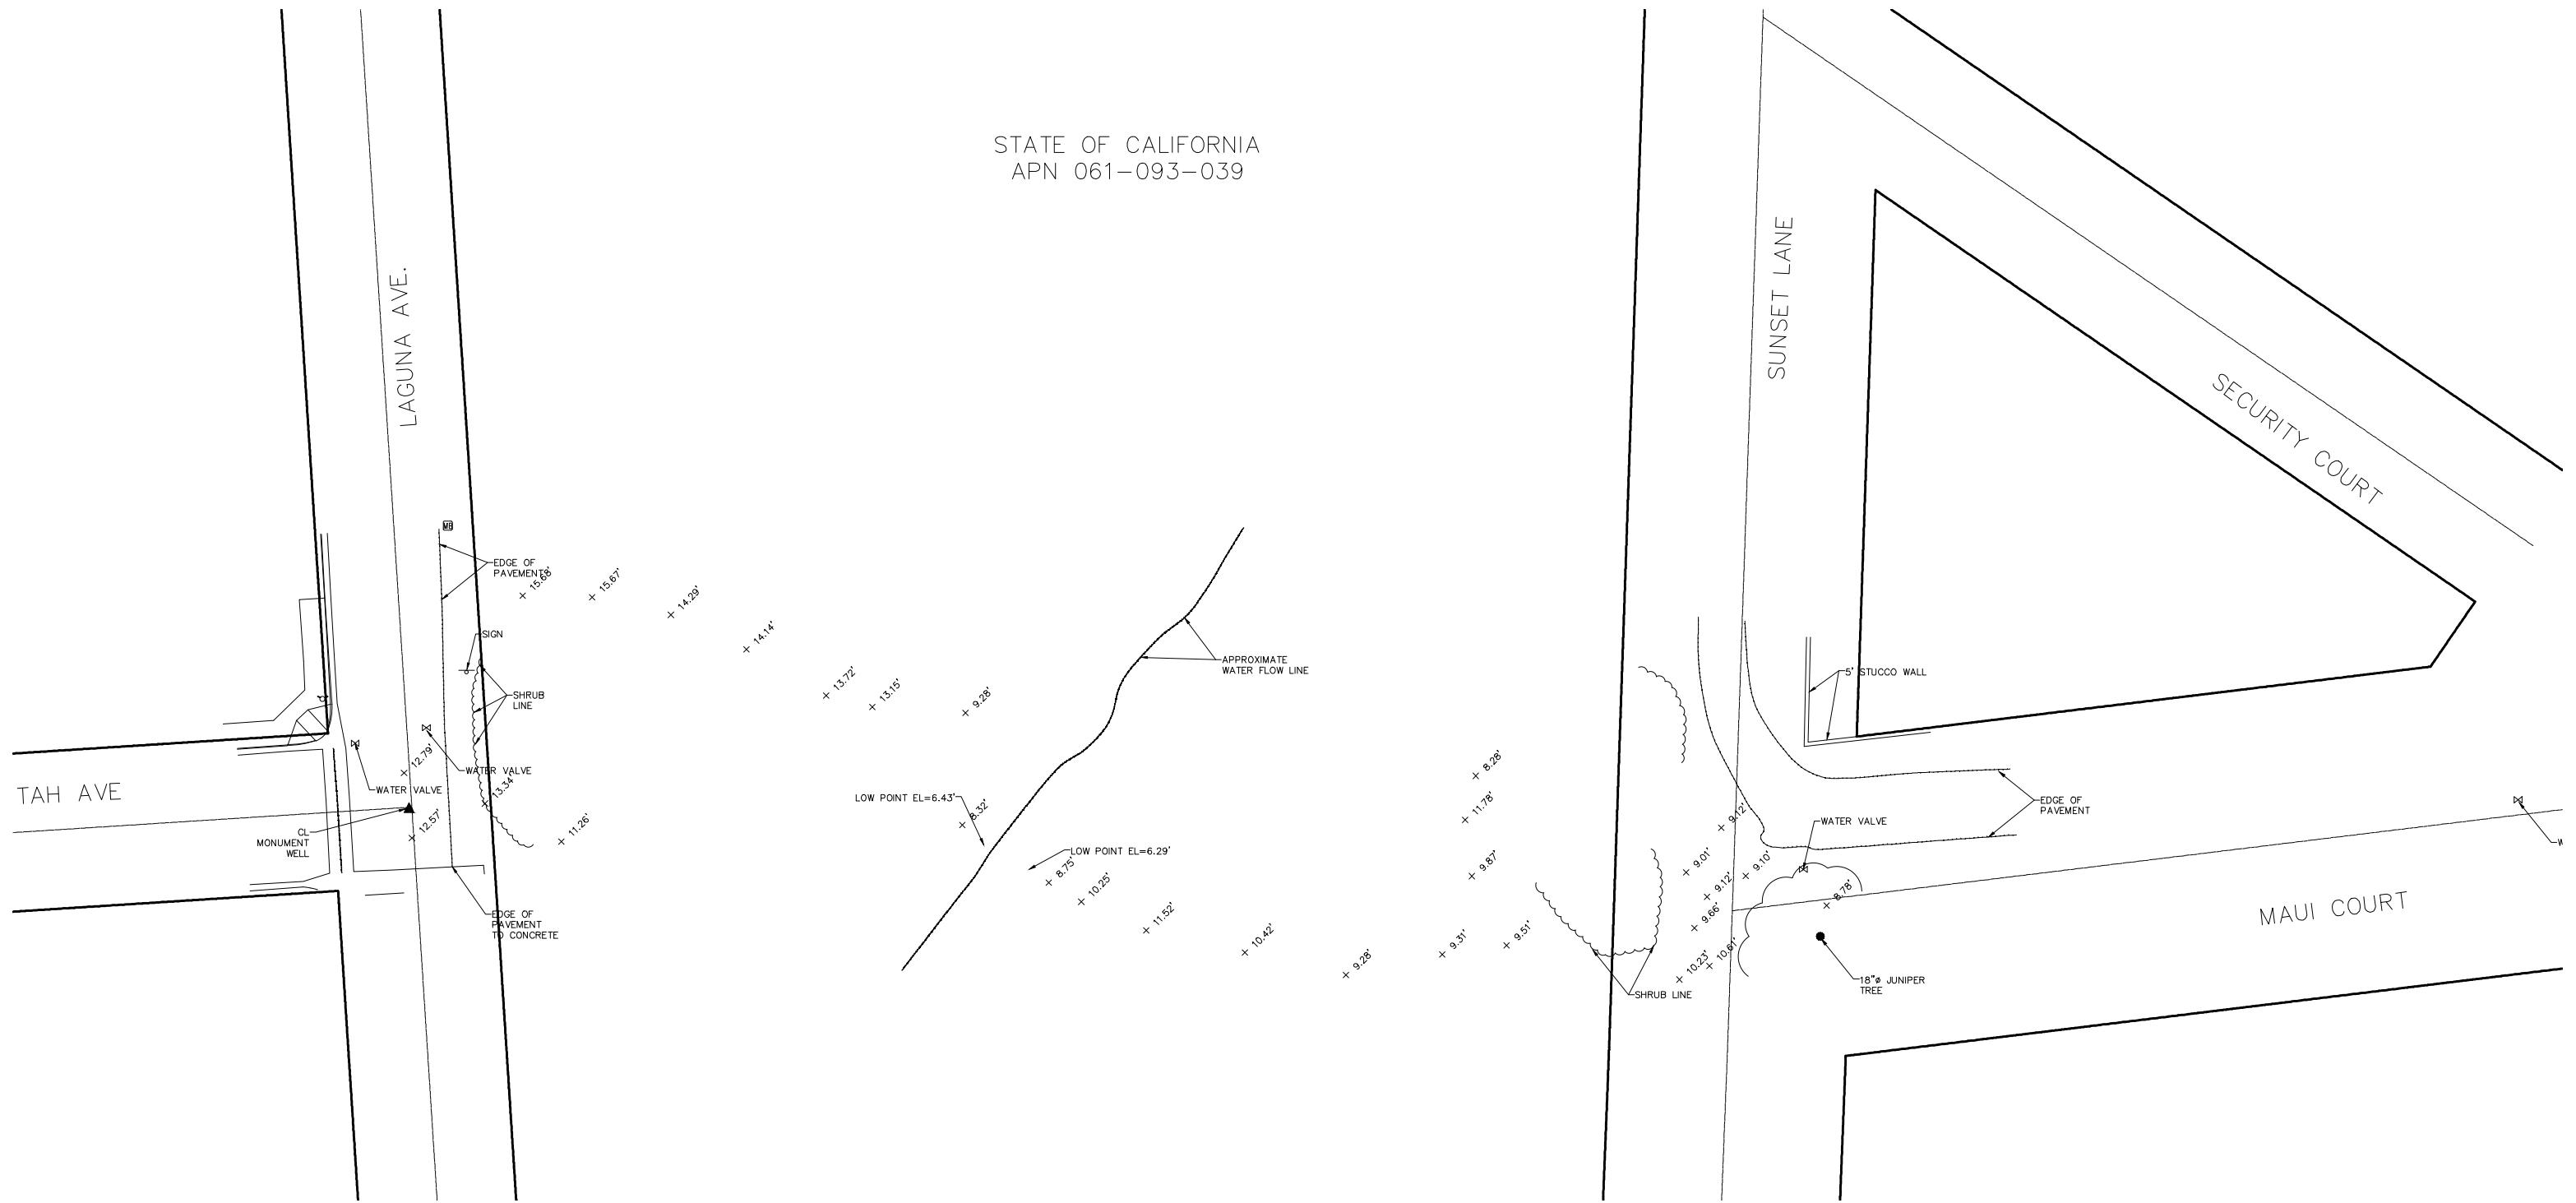 STATE OF CALIFORNIA
APN 061-093-039
LAGUNA AVE.
SUNSET LANE
SECURITY COURT
MB
EDGE OF
PAVEMENT
15.68'
15.67'
14.29'
14.14'
13.72'
13.15'
9.28'
SIGN
SHRUB
LINE
APPROXIMATE
WATER FLOW LINE
5' STUCCO WALL
12.79'
WATER VALVE
WATER VALVE
13.34'
TAH AVE
12.57'
11.26'
CL
MONUMENT
WELL
LOW POINT EL=6.43'
8.32'
LOW POINT EL=6.29'
8.75'
10.25'
11.52'
10.42'
9.28'
9.31'
9.51'
8.28'
11.78'
9.87'
9.12'
9.01'
9.12'
9.10'
9.66'
10.23'
10.61'
8.78'
WATER VALVE
EDGE OF
PAVEMENT
W
MAUI COURT
EDGE OF
PAVEMENT
TO CONCRETE
SHRUB LINE
18"ø JUNIPER
TREE